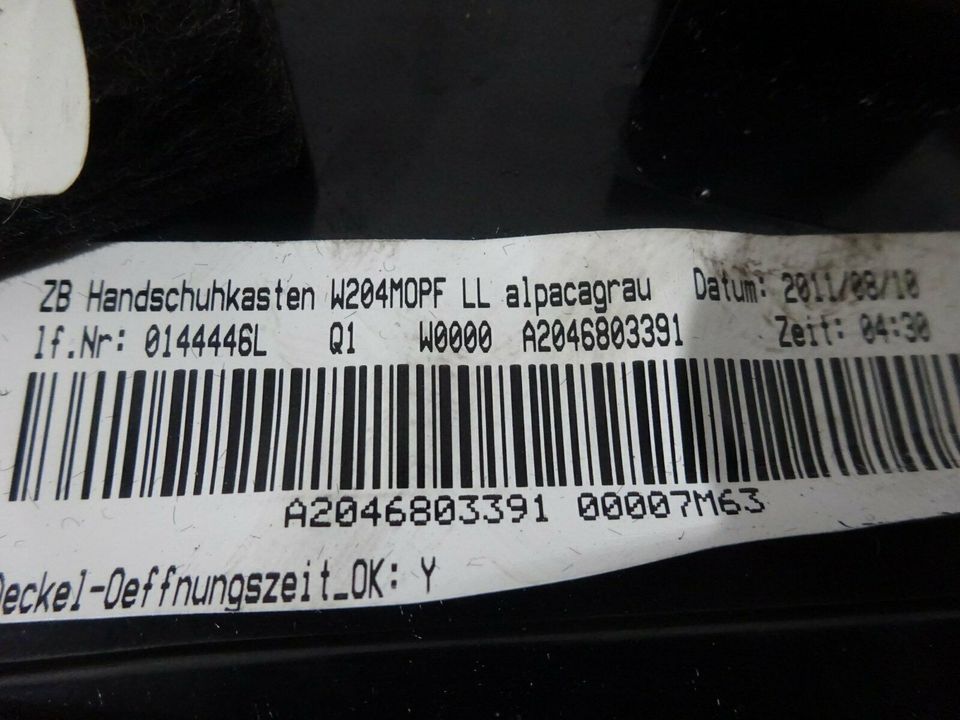 ZB Handschuhkasten W204MOPF LL alpacagrau Datum: 2011/08/10
lf.Nr: 0144446L Q1 W0000 A2046803391 Zeit: 04:30
A2046803391 00007M63
Deckel-Oeffnungszeit_OK: Y